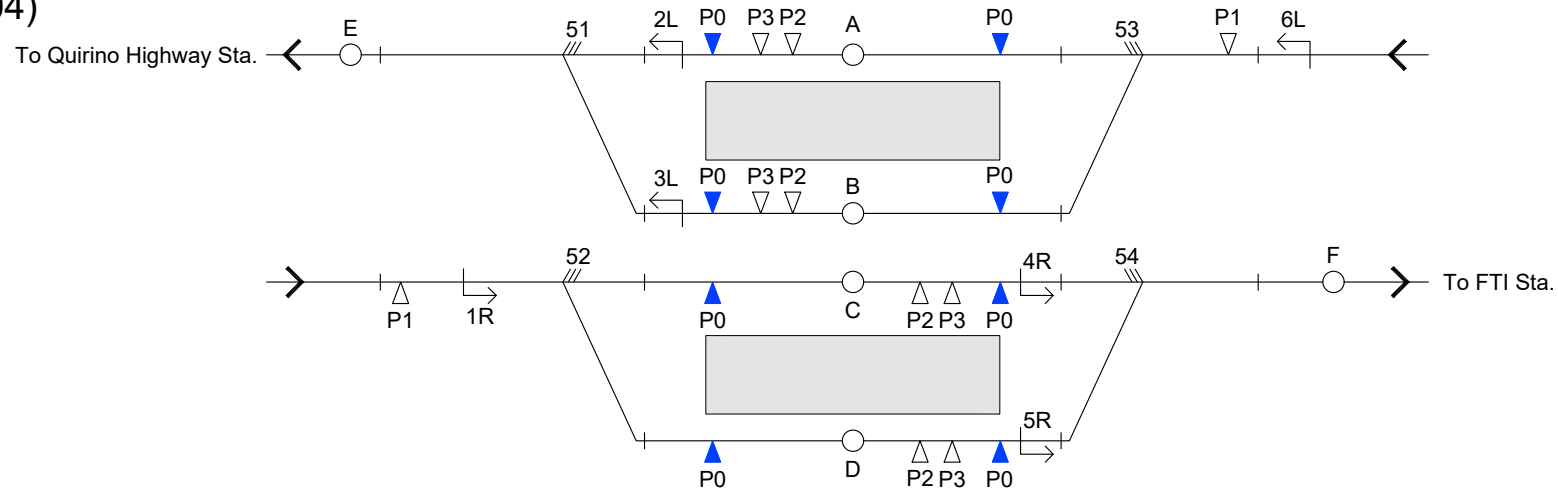 04)
E 51 2L P0 P3 P2 A P0 53 P1 6L
To Quirino Highway Sta.
P0 P3 P2 B P0
3L
52 C 54 F
4R
To FTI Sta.
P1 1R P0 P2 P3 P0
5R
P0 D P2 P3 P0